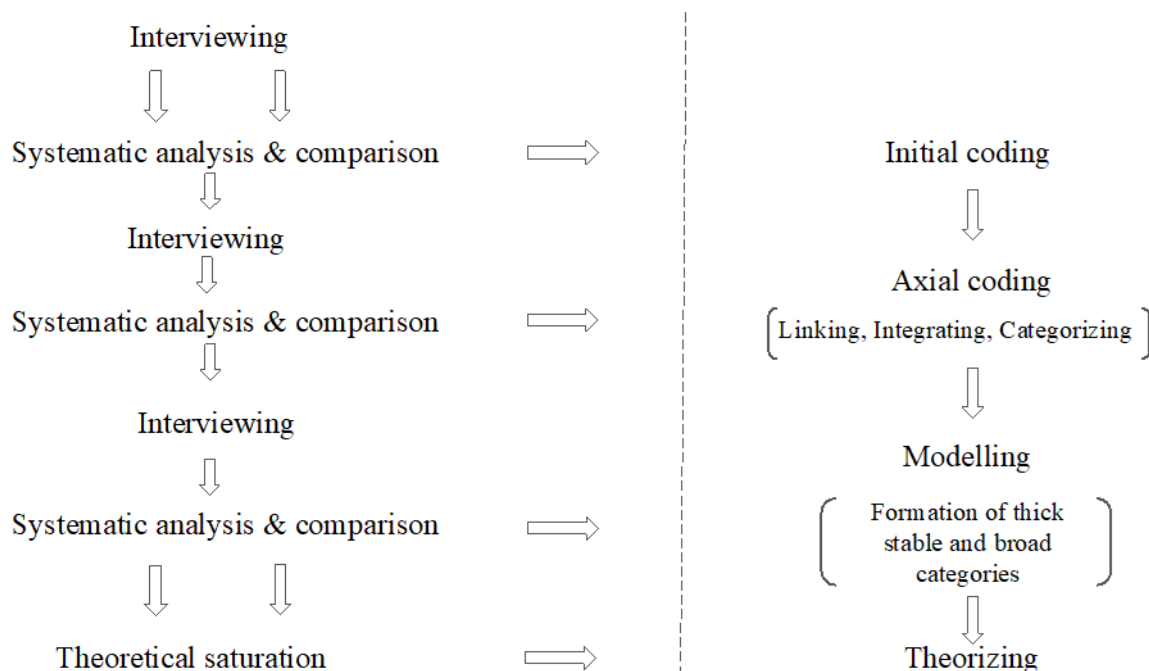 Interviewing
Systematic analysis & comparison
Initial coding
Interviewing
Axial coding
Systematic analysis & comparison
Linking, Integrating, Categorizing
Interviewing
Modelling
Systematic analysis & comparison
Formation of thick
stable and broad
categories
Theoretical saturation
Theorizing